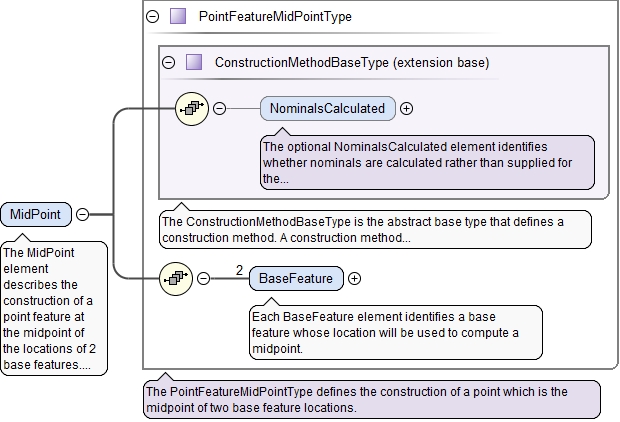 PointFeatureMidPointType
ConstructionMethodBaseType (extension base)
NominalsCalculated
The optional NominalsCalculated element identifies
whether nominals are calculated rather than supplied for
the...
The ConstructionMethodBaseType is the abstract base type that defines a
construction method. A construction method...
MidPoint
The MidPoint
element
describes the
construction of a
point feature at
the midpoint of
the locations of 2
base features....
2
BaseFeature
Each BaseFeature element identifies a base
feature whose location will be used to compute a
midpoint.
The PointFeatureMidPointType defines the construction of a point which is the
midpoint of two base feature locations.